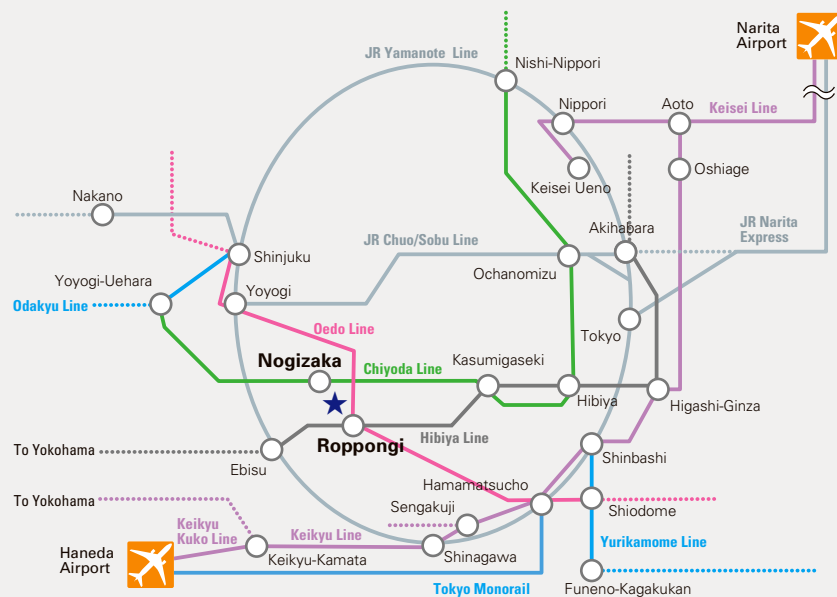 Narita
Airport
JR Yamanote Line
Nishi-Nippori
Nippori
Aoto
Keisei Line
Keisei Ueno
Oshiage
Nakano
Akihabara
JR Narita
Express
JR Chuo/Sobu Line
Shinjuku
Ochanomizu
Yoyogi-Uehara
Yoyogi
Odakyu Line
Tokyo
Oedo Line
Nogizaka
Chiyoda Line
Kasumigaseki
Hibiya
Higashi-Ginza
Roppongi
Hibiya Line
To Yokohama
Ebisu
Shinbashi
Hamamatsucho
To Yokohama
Sengakuji
Shiodome
Keikyu
Kuko Line
Keikyu Line
Yurikamome Line
Haneda
Airport
Keikyu-Kamata
Shinagawa
Tokyo Monorail
Funeno-Kagakukan